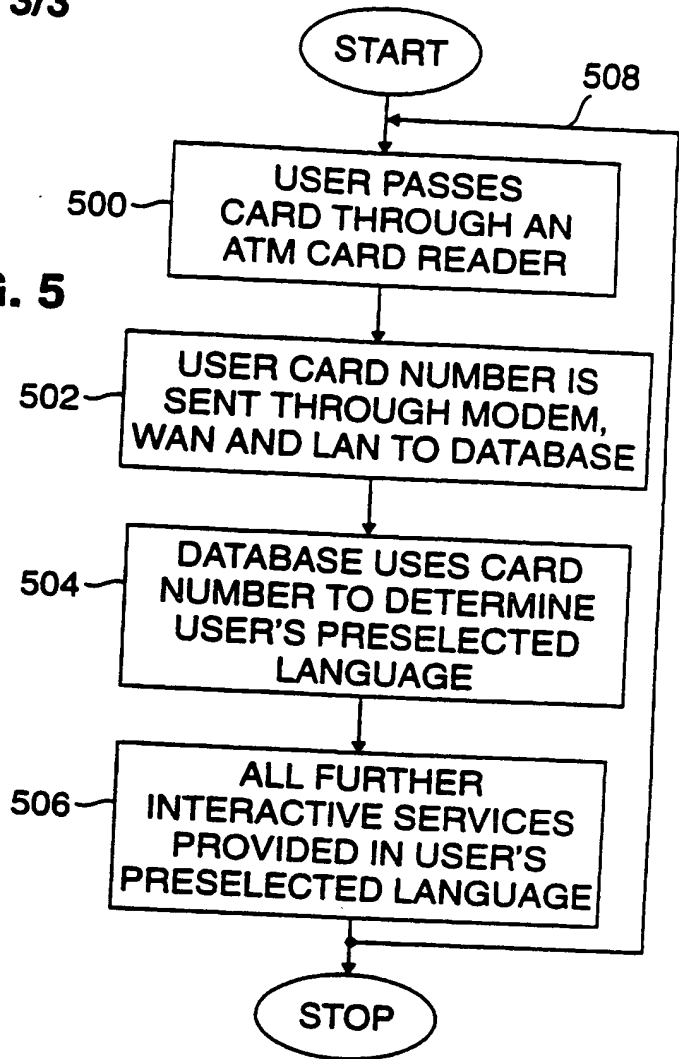 3/3
START
508
500
USER PASSES
CARD THROUGH AN
ATM CARD READER
. 5
502
USER CARD NUMBER IS
SENT THROUGH MODEM,
WAN AND LAN TO DATABASE
504
DATABASE USES CARD
NUMBER TO DETERMINE
USER'S PRESELECTED
LANGUAGE
506
ALL FURTHER
INTERACTIVE SERVICES
PROVIDED IN USER'S
PRESELECTED LANGUAGE
STOP